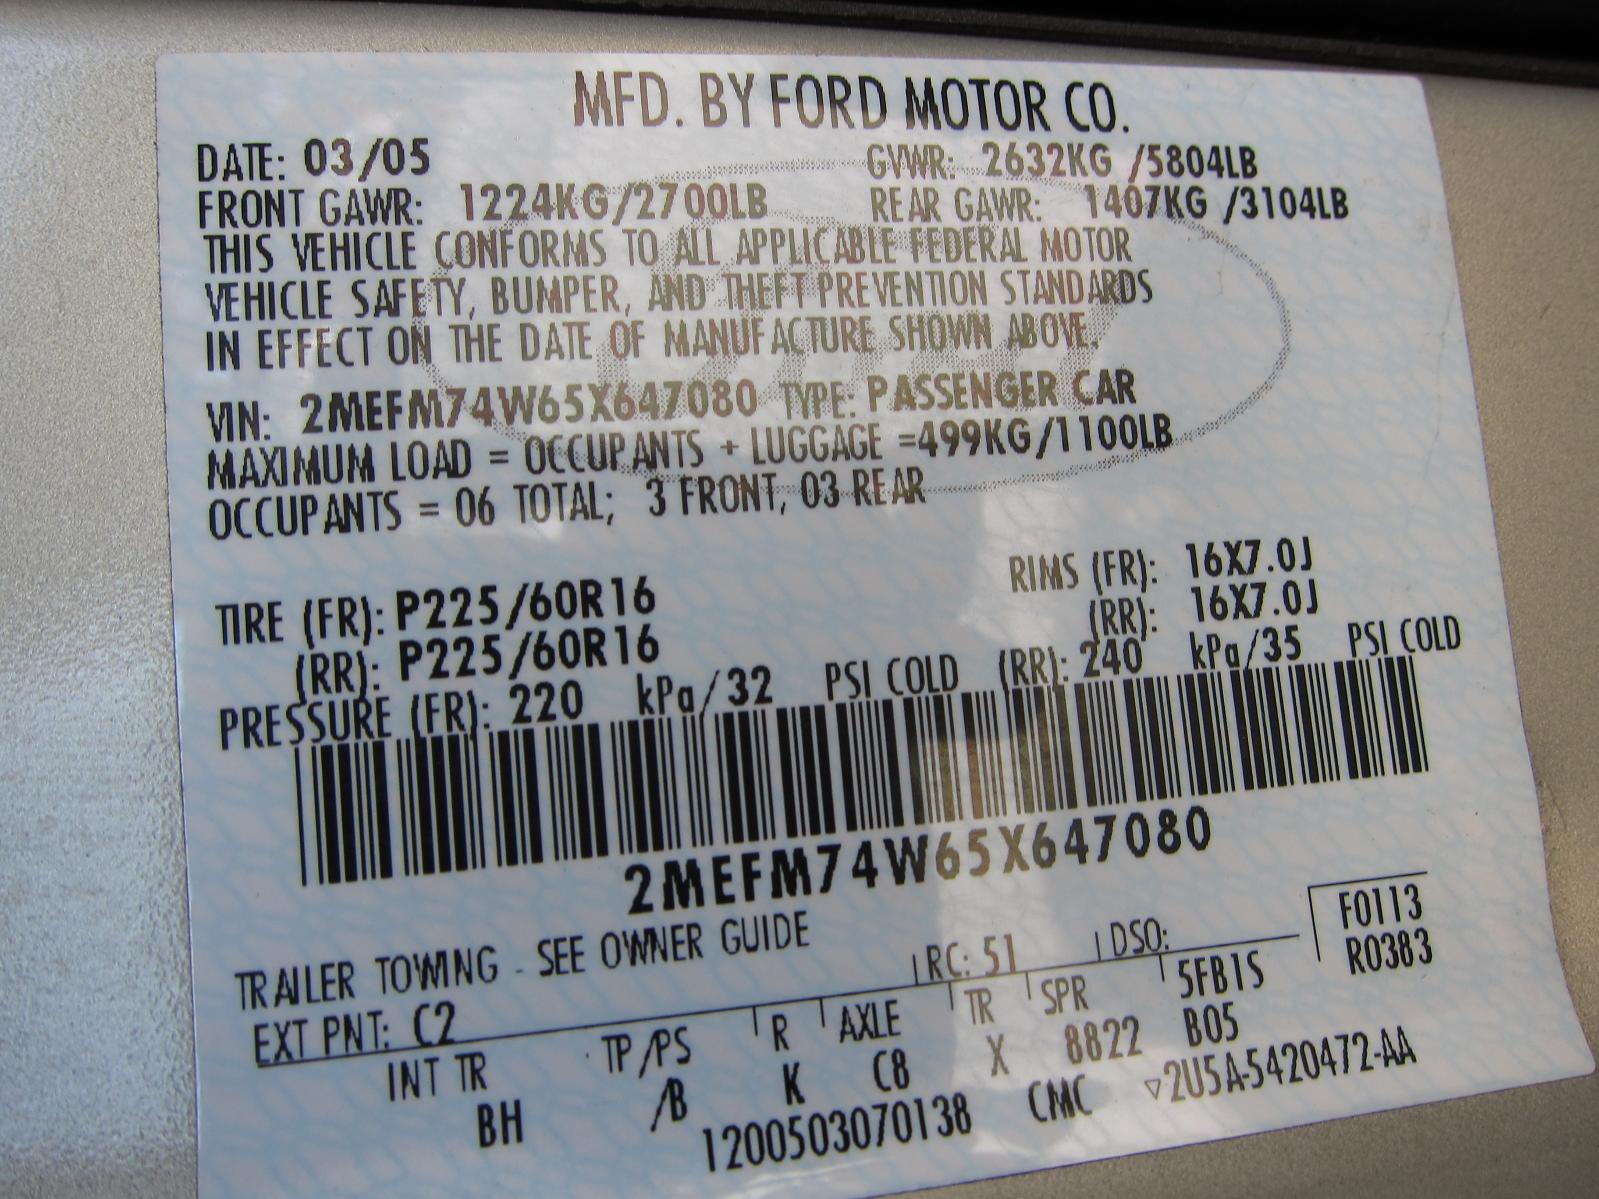 MFD. BY FORD MOTOR CO.
DATE: 03/05 GVWR: 2632KG /5804LB
FRONT GAWR: 1224KG/2700LB REAR GAWR: 1407KG /3104LB
THIS VEHICLE CONFORMS TO ALL APPLICABLE FEDERAL MOTOR
VEHICLE SAFETY, BUMPER, AND THEFT PREVENTION STANDARDS
IN EFFECT ON THE DATE OF MANUFACTURE SHOWN ABOVE.
VIN: 2MEFM74W65X647080 TYPE: PASSENGER CAR
MAXIMUM LOAD = OCCUPANTS + LUGGAGE =499KG/1100LB
OCCUPANTS = 06 TOTAL; 3 FRONT, 03 REAR
TIRE (FR): P225/60R16 RIMS (FR): 16X7.0J
(RR): P225/60R16 (RR): 16X7.0J
PRESSURE (FR): 220 kPa/32 PSI COLD (RR): 240 kPa/35 PSI COLD
2MEFM74W65X647080
TRAILER TOWING - SEE OWNER GUIDE
EXT PNT: C2 RC: 51 DSO: F0113
R0383
INT TR TP/PS R AXLE TR SPR 5FB1S
BH /B K C8 X 8822 B05
1200503070138 CMC ▽2U5A-5420472-AA